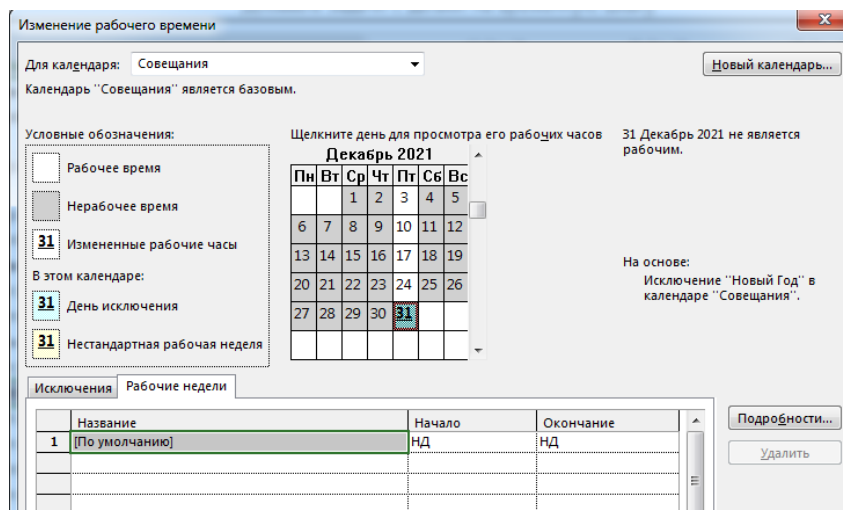 Изменение рабочего времени
Для календаря: Совещания
Новый календарь...
Календарь "Совещания" является базовым.
Условные обозначения:
Рабочее время
Нерабочее время
31 Измененные рабочие часы
В этом календаре:
31 День исключения
31 Нестандартная рабочая неделя
Щелкните день для просмотра его рабочих часов
Декабрь 2021
Пн Вт Ср Чт Пт Сб Вс
1 2 3 4 5
6 7 8 9 10 11 12
13 14 15 16 17 18 19
20 21 22 23 24 25 26
27 28 29 30 31
31 Декабрь 2021 не является
рабочим.
На основе:
Исключение "Новый Год" в
календаре "Совещания".
Исключения Рабочие недели
Название Начало Окончание
1 [По умолчанию] НД НД
Подробности...
Удалить